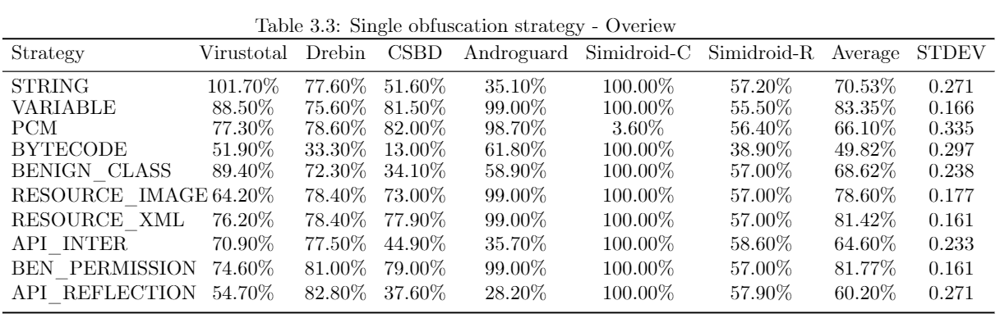 Table 3.3: Single obfuscation strategy - Overiew
Strategy Virustotal Drebin CSBD Androguard Simidroid-C Simidroid-R Average STDEV
STRING 101.70% 77.60% 51.60% 35.10% 100.00% 57.20% 70.53% 0.271
VARIABLE 88.50% 75.60% 81.50% 99.00% 100.00% 55.50% 83.35% 0.166
PCM 77.30% 78.60% 82.00% 98.70% 3.60% 56.40% 66.10% 0.335
BYTECODE 51.90% 33.30% 13.00% 61.80% 100.00% 38.90% 49.82% 0.297
BENIGN_CLASS 89.40% 72.30% 34.10% 58.90% 100.00% 57.00% 68.62% 0.238
RESOURCE_IMAGE 64.20% 78.40% 73.00% 99.00% 100.00% 57.00% 78.60% 0.177
RESOURCE_XML 76.20% 78.40% 77.90% 99.00% 100.00% 57.00% 81.42% 0.161
API_INTER 70.90% 77.50% 44.90% 35.70% 100.00% 58.60% 64.60% 0.233
BEN_PERMISSION 74.60% 81.00% 79.00% 99.00% 100.00% 57.00% 81.77% 0.161
API_REFLECTION 54.70% 82.80% 37.60% 28.20% 100.00% 57.90% 60.20% 0.271